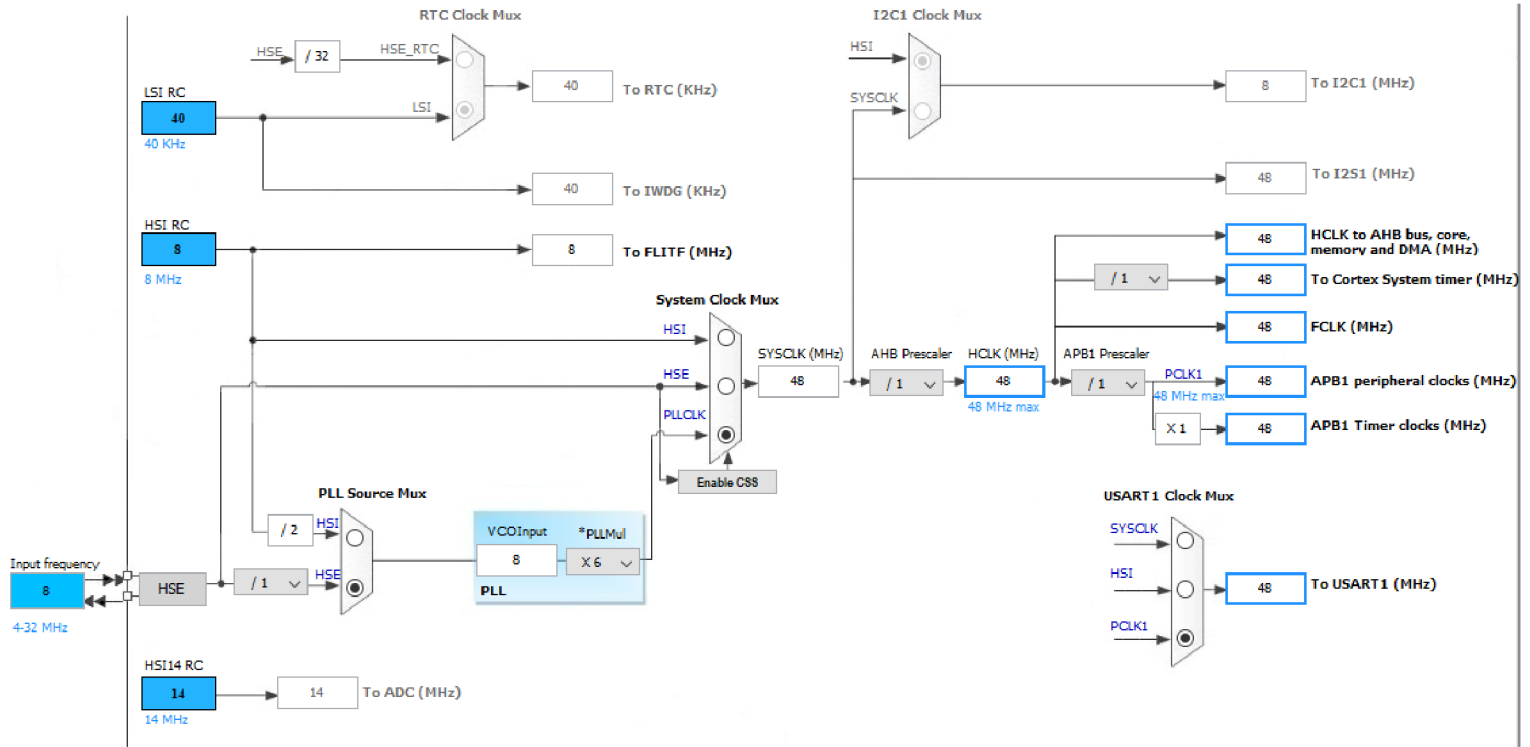 RTC Clock Mux
I2C1 Clock Mux
HSE
/ 32
HSE_RTC
40
To RTC (KHz)
HSI
SYSCLK
8
To I2C1 (MHz)
LSI RC
40
40 KHz
LSI
40
To IWDG (KHz)
48
To I2S1 (MHz)
HSI RC
8
8 MHz
8
To FLITF (MHz)
48
HCLK to AHB bus, core,
memory and DMA (MHz)
/ 1
48
To Cortex System timer (MHz)
48
FCLK (MHz)
System Clock Mux
HSI
HSE
PLLCLK
SYSCLK (MHz)
48
AHB Prescaler
/ 1
HCLK (MHz)
48
48 MHz max
APB1 Prescaler
/ 1
PCLK1
48 MHz max
48
APB1 peripheral clocks (MHz)
X 1
48
APB1 Timer clocks (MHz)
Enable CSS
PLL Source Mux
/ 2
HSI
/ 1
HSE
VCOInput
8
*PLLMul
X 6
PLL
Input frequency
8
4-32 MHz
HSE
USART1 Clock Mux
SYSCLK
HSI
PCLK1
48
To USART1 (MHz)
HSI14 RC
14
14 MHz
14
To ADC (MHz)